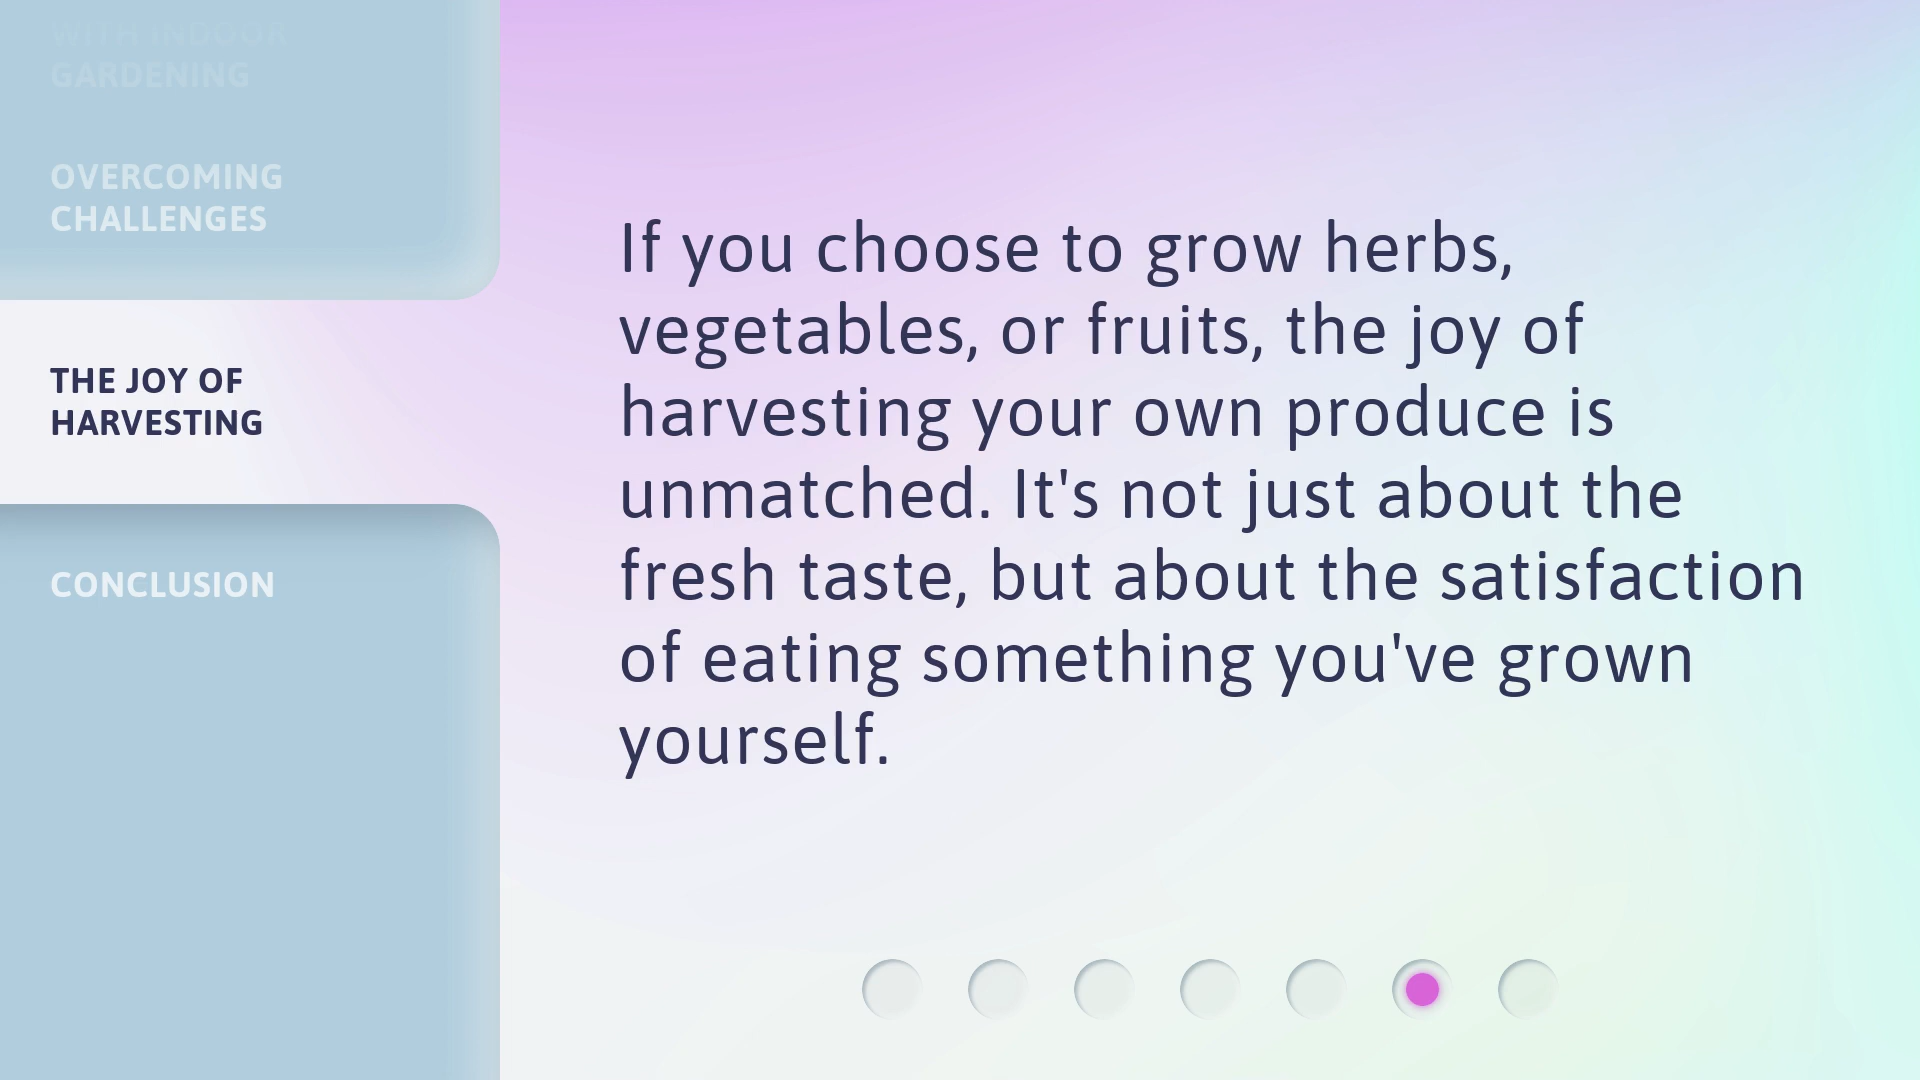 WITH INDOOR
GARDENING
OVERCOMING
CHALLENGES
THE JOY OF
HARVESTING
CONCLUSION
If you choose to grow herbs,
vegetables, or fruits, the joy of
harvesting your own produce is
unmatched. It's not just about the
fresh taste, but about the satisfaction
of eating something you've grown
yourself.